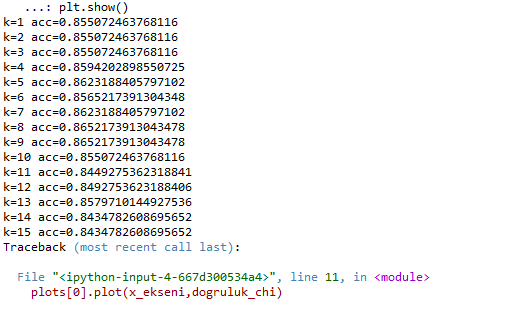 ...: plt.show()
k=1 acc=0.855072463768116
k=2 acc=0.855072463768116
k=3 acc=0.855072463768116
k=4 acc=0.8594202898550725
k=5 acc=0.8623188405797102
k=6 acc=0.8565217391304348
k=7 acc=0.8623188405797102
k=8 acc=0.8652173913043478
k=9 acc=0.8652173913043478
k=10 acc=0.855072463768116
k=11 acc=0.8449275362318841
k=12 acc=0.8492753623188406
k=13 acc=0.8579710144927536
k=14 acc=0.8434782608695652
k=15 acc=0.8434782608695652
Traceback (most recent call last):
File "<ipython-input-4-667d300534a4>", line 11, in <module>
plots[0].plot(x_ekseni,dogruluk_chi)